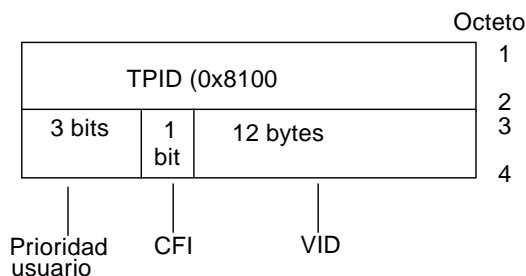 Octeto
1
TPID (0x8100
2
3 bits
1
bit
12 bytes
3
4
Prioridad
usuario
CFI
VID